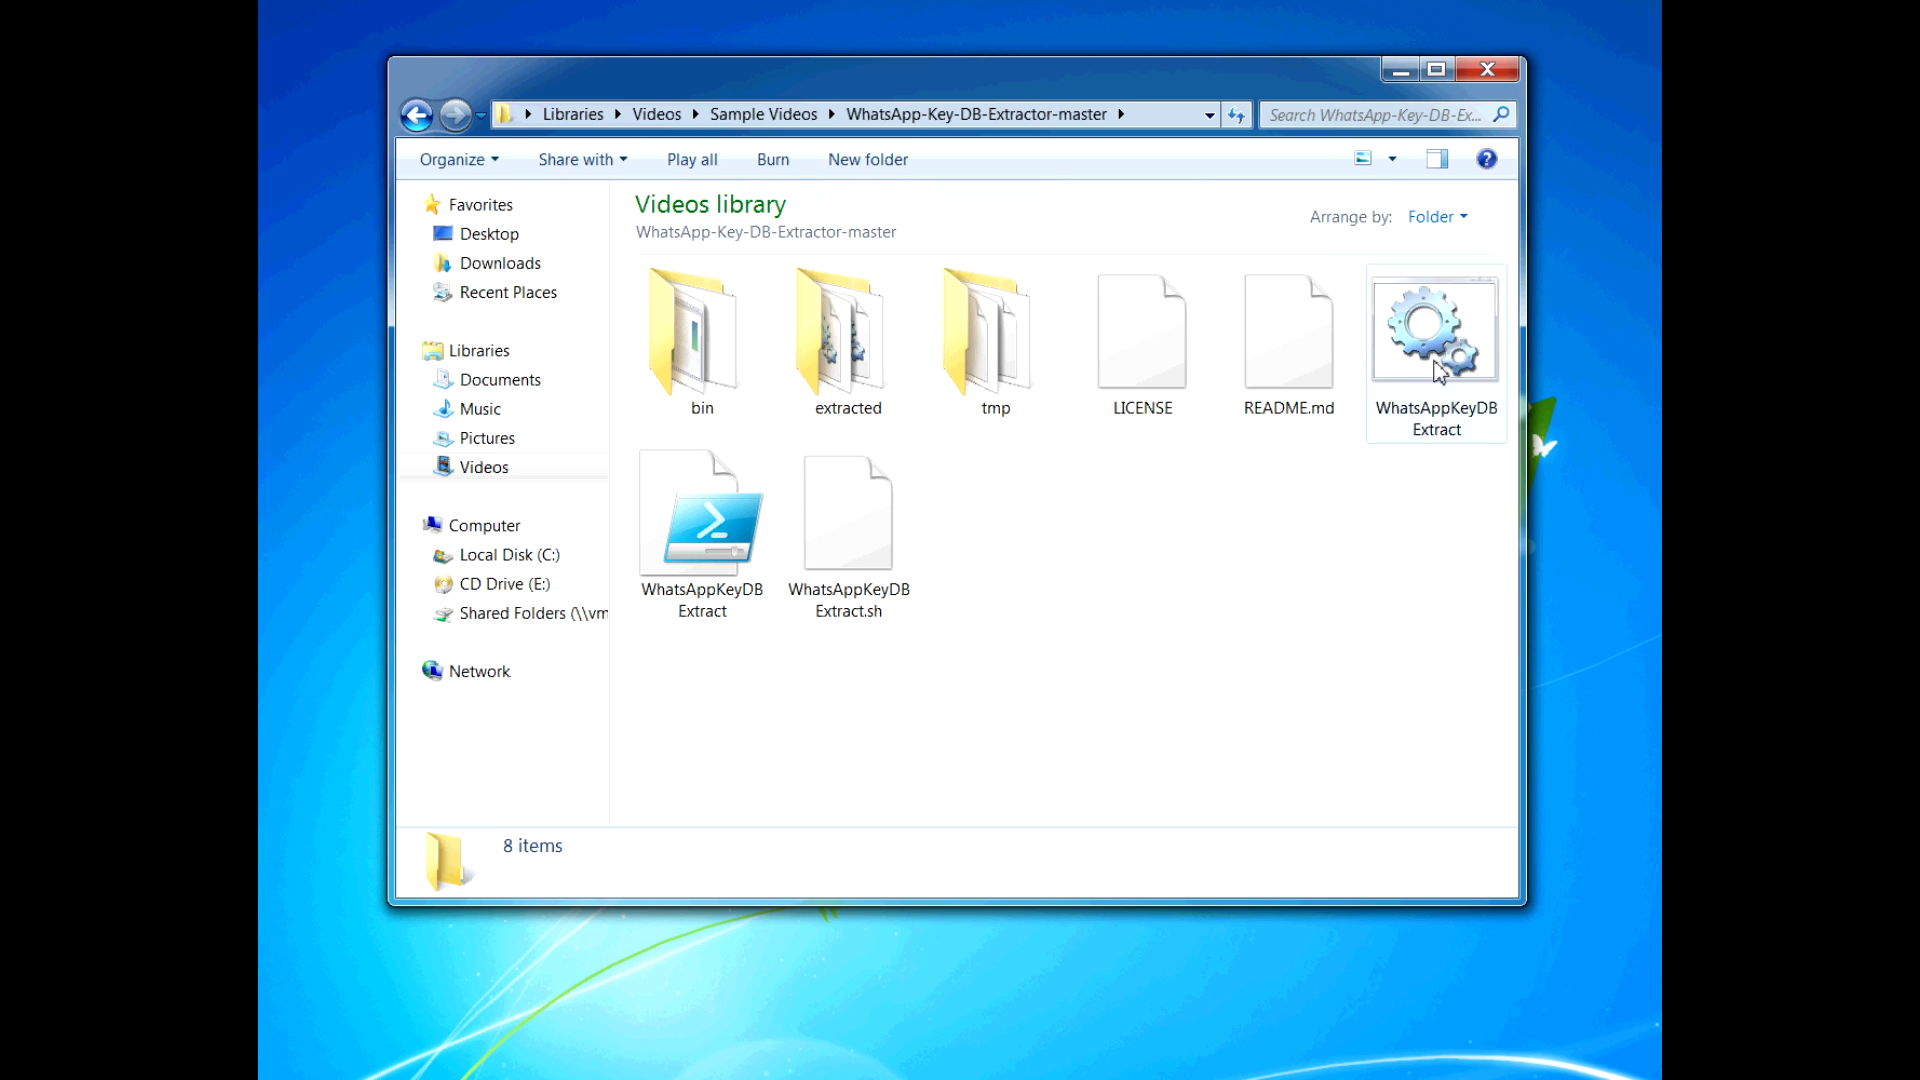 Libraries Videos Sample Videos WhatsApp-Key-DB-Extractor-master
Search WhatsApp-Key-DB-Ex...
Organize Share with Play all Burn New folder
Favorites
Desktop
Downloads
Recent Places
Libraries
Documents
Music
Pictures
Videos
Computer
Local Disk (C:)
CD Drive (E:)
Shared Folders (\\vm
Network
Videos library
WhatsApp-Key-DB-Extractor-master
Arrange by: Folder
bin
extracted
tmp
LICENSE
README.md
WhatsAppKeyDB
Extract
WhatsAppKeyDB
Extract
WhatsAppKeyDB
Extract.sh
8 items